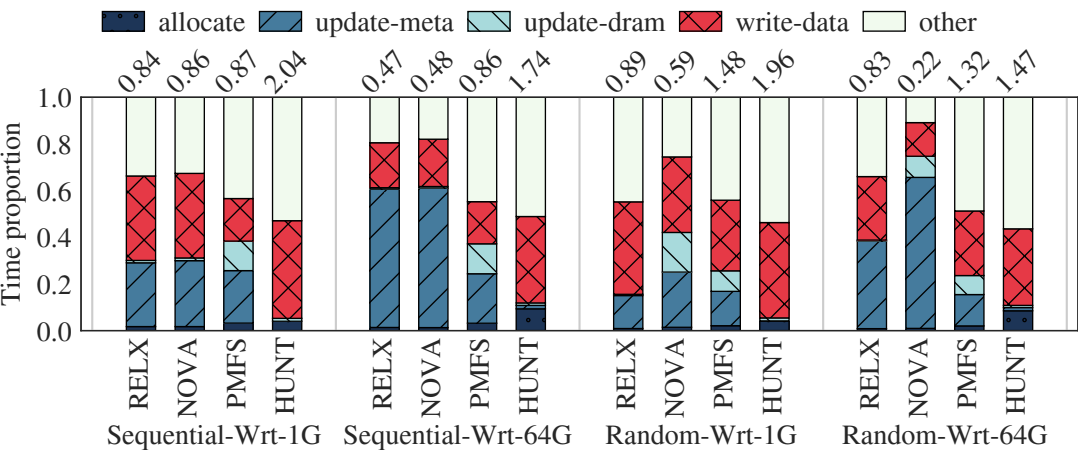 allocate update-meta update-dram write-data other
0.84 0.86 0.87 2.04 0.47 0.48 0.86 1.74 0.89 0.59 1.48 1.96 0.83 0.22 1.32 1.47
Time proportion
1.0
0.8
0.6
0.4
0.2
0.0
RELX NOVA PMFS HUNT RELX NOVA PMFS HUNT RELX NOVA PMFS HUNT RELX NOVA PMFS HUNT
Sequential-Wrt-1G Sequential-Wrt-64G Random-Wrt-1G Random-Wrt-64G